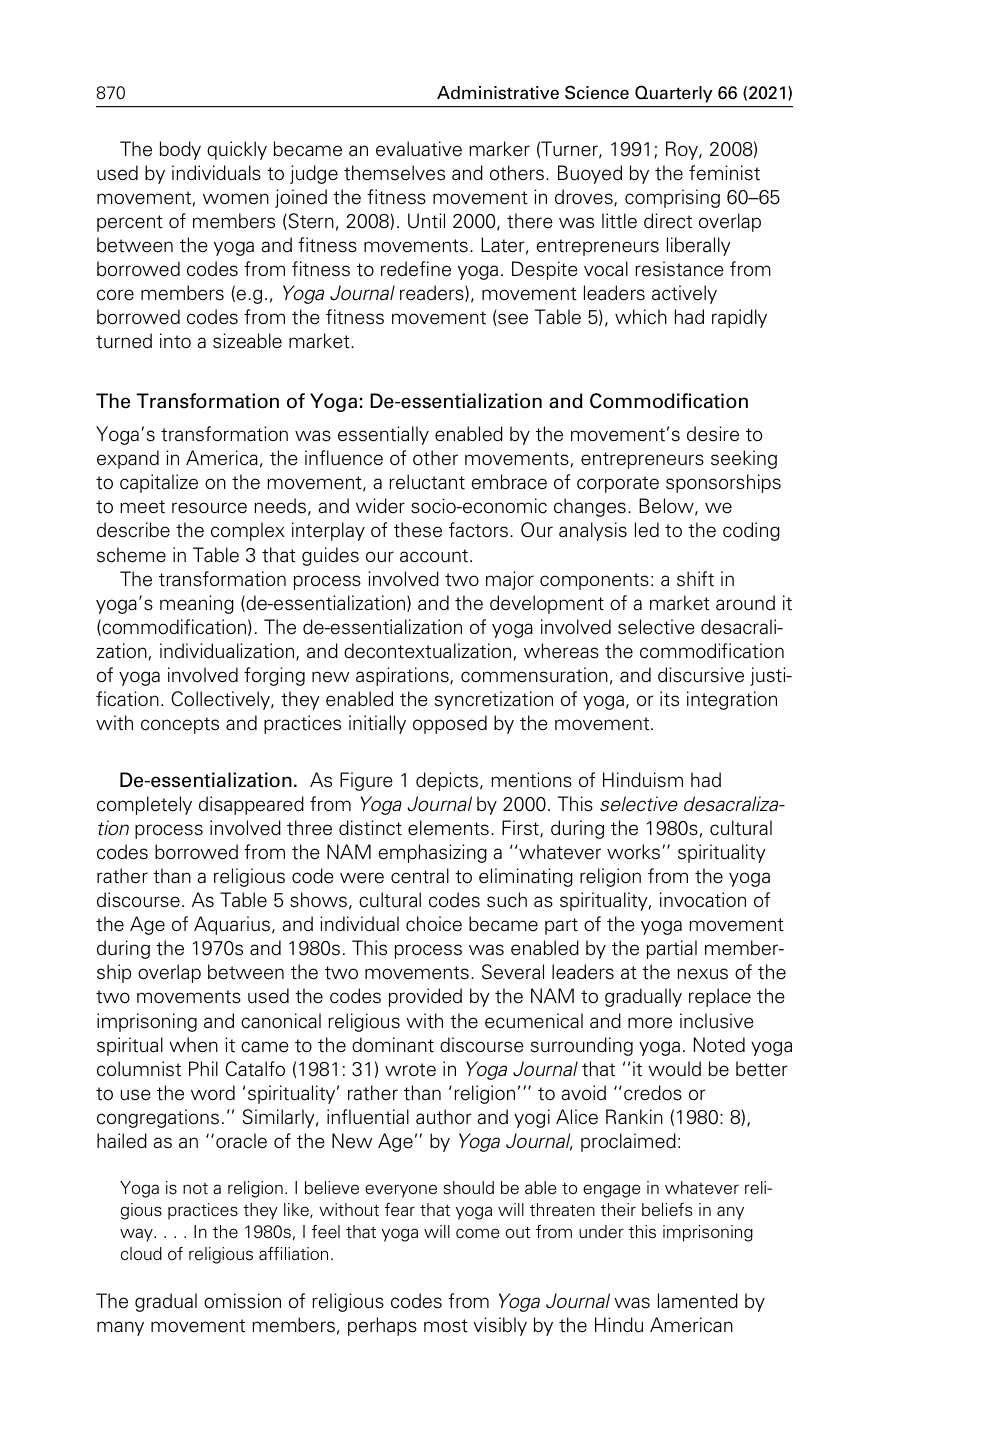 870
Administrative Science Quarterly 66 (2021)
The body quickly became an evaluative marker (Turner, 1991; Roy, 2008)
used by individuals to judge themselves and others. Buoyed by the feminist
movement, women joined the fitness movement in droves, comprising 60–65
percent of members (Stern, 2008). Until 2000, there was little direct overlap
between the yoga and fitness movements. Later, entrepreneurs liberally
borrowed codes from fitness to redefine yoga. Despite vocal resistance from
core members (e.g., Yoga Journal readers), movement leaders actively
borrowed codes from the fitness movement (see Table 5), which had rapidly
turned into a sizeable market.
The Transformation of Yoga: De-essentialization and Commodification
Yoga's transformation was essentially enabled by the movement's desire to
expand in America, the influence of other movements, entrepreneurs seeking
to capitalize on the movement, a reluctant embrace of corporate sponsorships
to meet resource needs, and wider socio-economic changes. Below, we
describe the complex interplay of these factors. Our analysis led to the coding
scheme in Table 3 that guides our account.
The transformation process involved two major components: a shift in
yoga's meaning (de-essentialization) and the development of a market around it
(commodification). The de-essentialization of yoga involved selective desacrali-
zation, individualization, and decontextualization, whereas the commodification
of yoga involved forging new aspirations, commensuration, and discursive justi-
fication. Collectively, they enabled the syncretization of yoga, or its integration
with concepts and practices initially opposed by the movement.
De-essentialization. As Figure 1 depicts, mentions of Hinduism had
completely disappeared from Yoga Journal by 2000. This selective desacraliza-
tion process involved three distinct elements. First, during the 1980s, cultural
codes borrowed from the NAM emphasizing a ''whatever works'' spirituality
rather than a religious code were central to eliminating religion from the yoga
discourse. As Table 5 shows, cultural codes such as spirituality, invocation of
the Age of Aquarius, and individual choice became part of the yoga movement
during the 1970s and 1980s. This process was enabled by the partial member-
ship overlap between the two movements. Several leaders at the nexus of the
two movements used the codes provided by the NAM to gradually replace the
imprisoning and canonical religious with the ecumenical and more inclusive
spiritual when it came to the dominant discourse surrounding yoga. Noted yoga
columnist Phil Catalfo (1981: 31) wrote in Yoga Journal that ''it would be better
to use the word 'spirituality' rather than 'religion''' to avoid ''credos or
congregations.'' Similarly, influential author and yogi Alice Rankin (1980: 8),
hailed as an ''oracle of the New Age'' by Yoga Journal, proclaimed:
Yoga is not a religion. I believe everyone should be able to engage in whatever reli-
gious practices they like, without fear that yoga will threaten their beliefs in any
way. . . . In the 1980s, I feel that yoga will come out from under this imprisoning
cloud of religious affiliation.
The gradual omission of religious codes from Yoga Journal was lamented by
many movement members, perhaps most visibly by the Hindu American